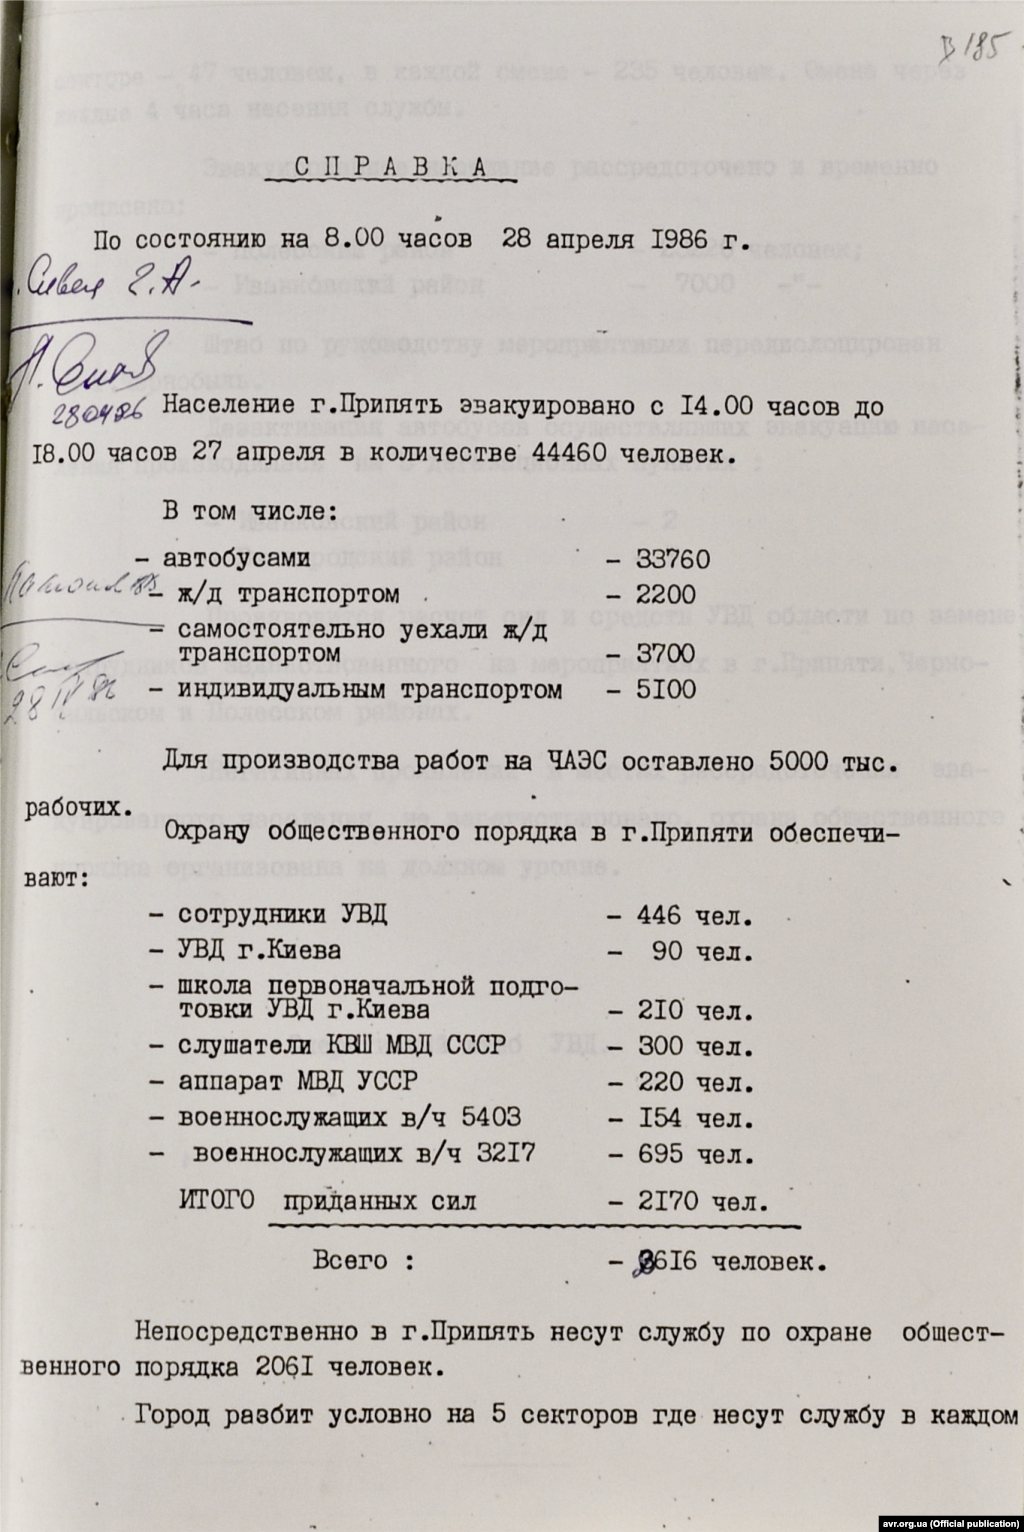 185
СПРАВКА
По состоянию на 8.00 часов 28 апреля 1986 г.
280486
Население г.Припять эвакуировано с 14.00 часов до
18.00 часов 27 апреля в количестве 44460 человек.
В том числе:
- автобусами - 33760
- ж/д транспортом - 2200
- самостоятельно уехали ж/д
транспортом - 3700
- индивидуальным транспортом - 5100
28 IV 86
Для производства работ на ЧАЭС оставлено 5000 тыс.
рабочих.
Охрану общественного порядка в г.Припяти обеспечи-
вают:
- сотрудники УВД - 446 чел.
- УВД г.Киева - 90 чел.
- школа первоначальной подго-
товки УВД г.Киева - 210 чел.
- слушатели КВШ МВД СССР - 300 чел.
- аппарат МВД УССР - 220 чел.
- военнослужащих в/ч 5403 - 154 чел.
- военнослужащих в/ч 3217 - 695 чел.
ИТОГО приданных сил - 2170 чел.
Всего : - 2616 человек.
Непосредственно в г.Припять несут службу по охране общест-
венного порядка 2061 человек.
Город разбит условно на 5 секторов где несут службу в каждом
avr.org.ua (Official publication)